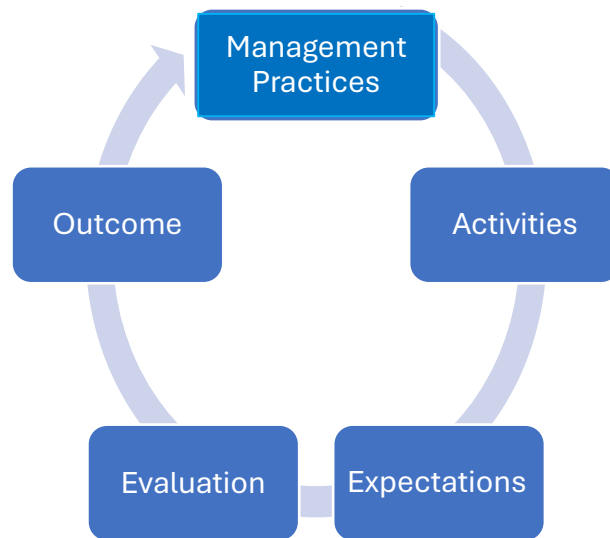 Management
Practices
Activities
Expectations
Evaluation
Outcome